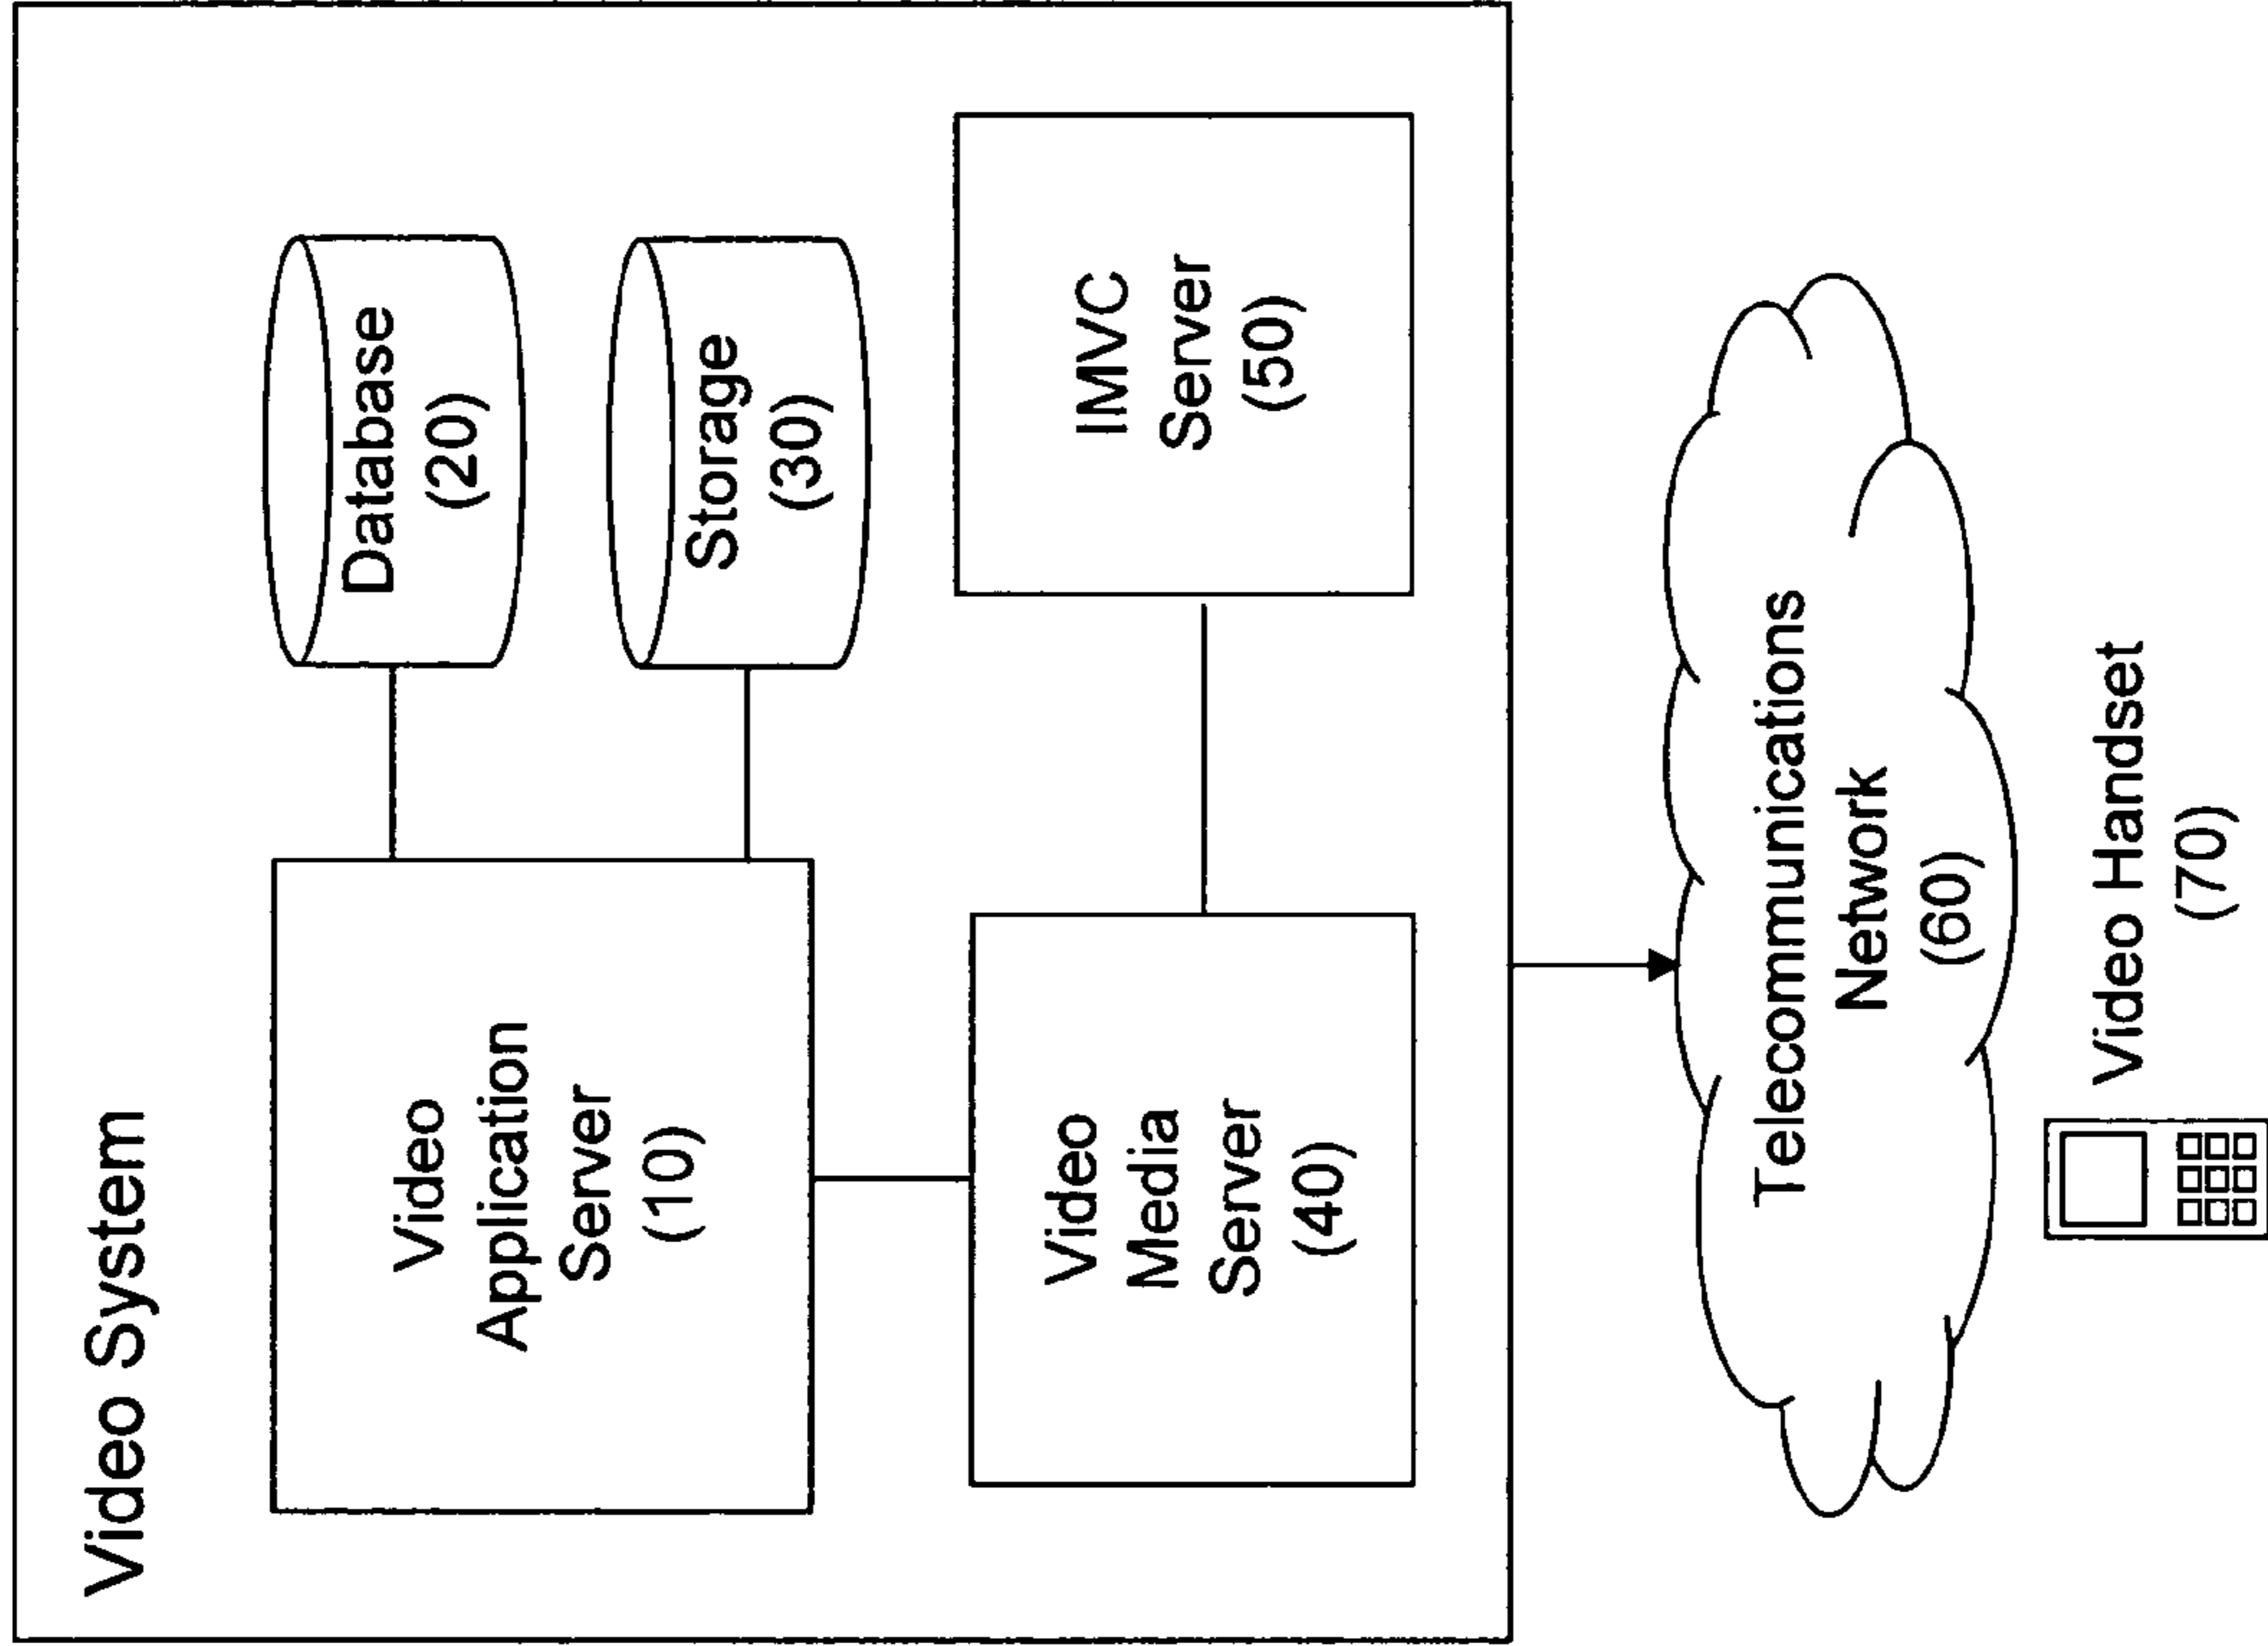 Video System
Video
Application
Server
(10)
Database
(20)
Storage
(30)
Video
Media
Server
(40)
IMVC
Server
(50)
Telecommunications
Network
(60)
Video Handset
(70)